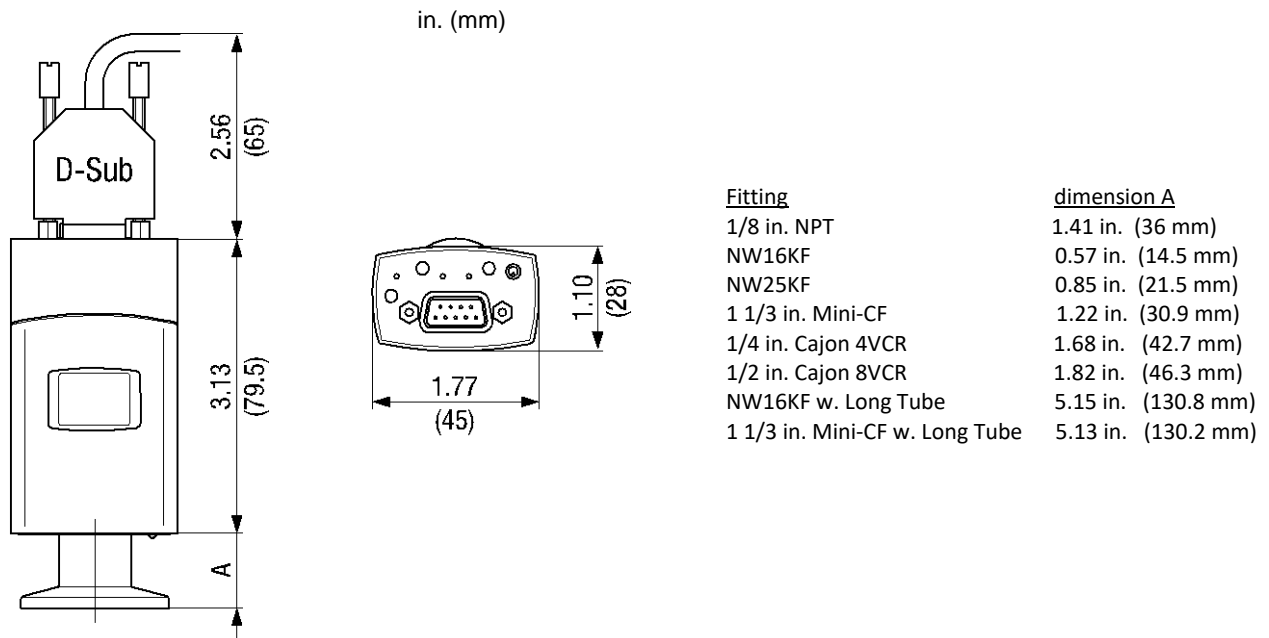 in. (mm)
D-Sub
2.56
(65)
3.13
(79.5)
A
1.10
(28)
1.77
(45)
Fitting dimension A
1/8 in. NPT 1.41 in. (36 mm)
NW16KF 0.57 in. (14.5 mm)
NW25KF 0.85 in. (21.5 mm)
1 1/3 in. Mini-CF 1.22 in. (30.9 mm)
1/4 in. Cajon 4VCR 1.68 in. (42.7 mm)
1/2 in. Cajon 8VCR 1.82 in. (46.3 mm)
NW16KF w. Long Tube 5.15 in. (130.8 mm)
1 1/3 in. Mini-CF w. Long Tube 5.13 in. (130.2 mm)